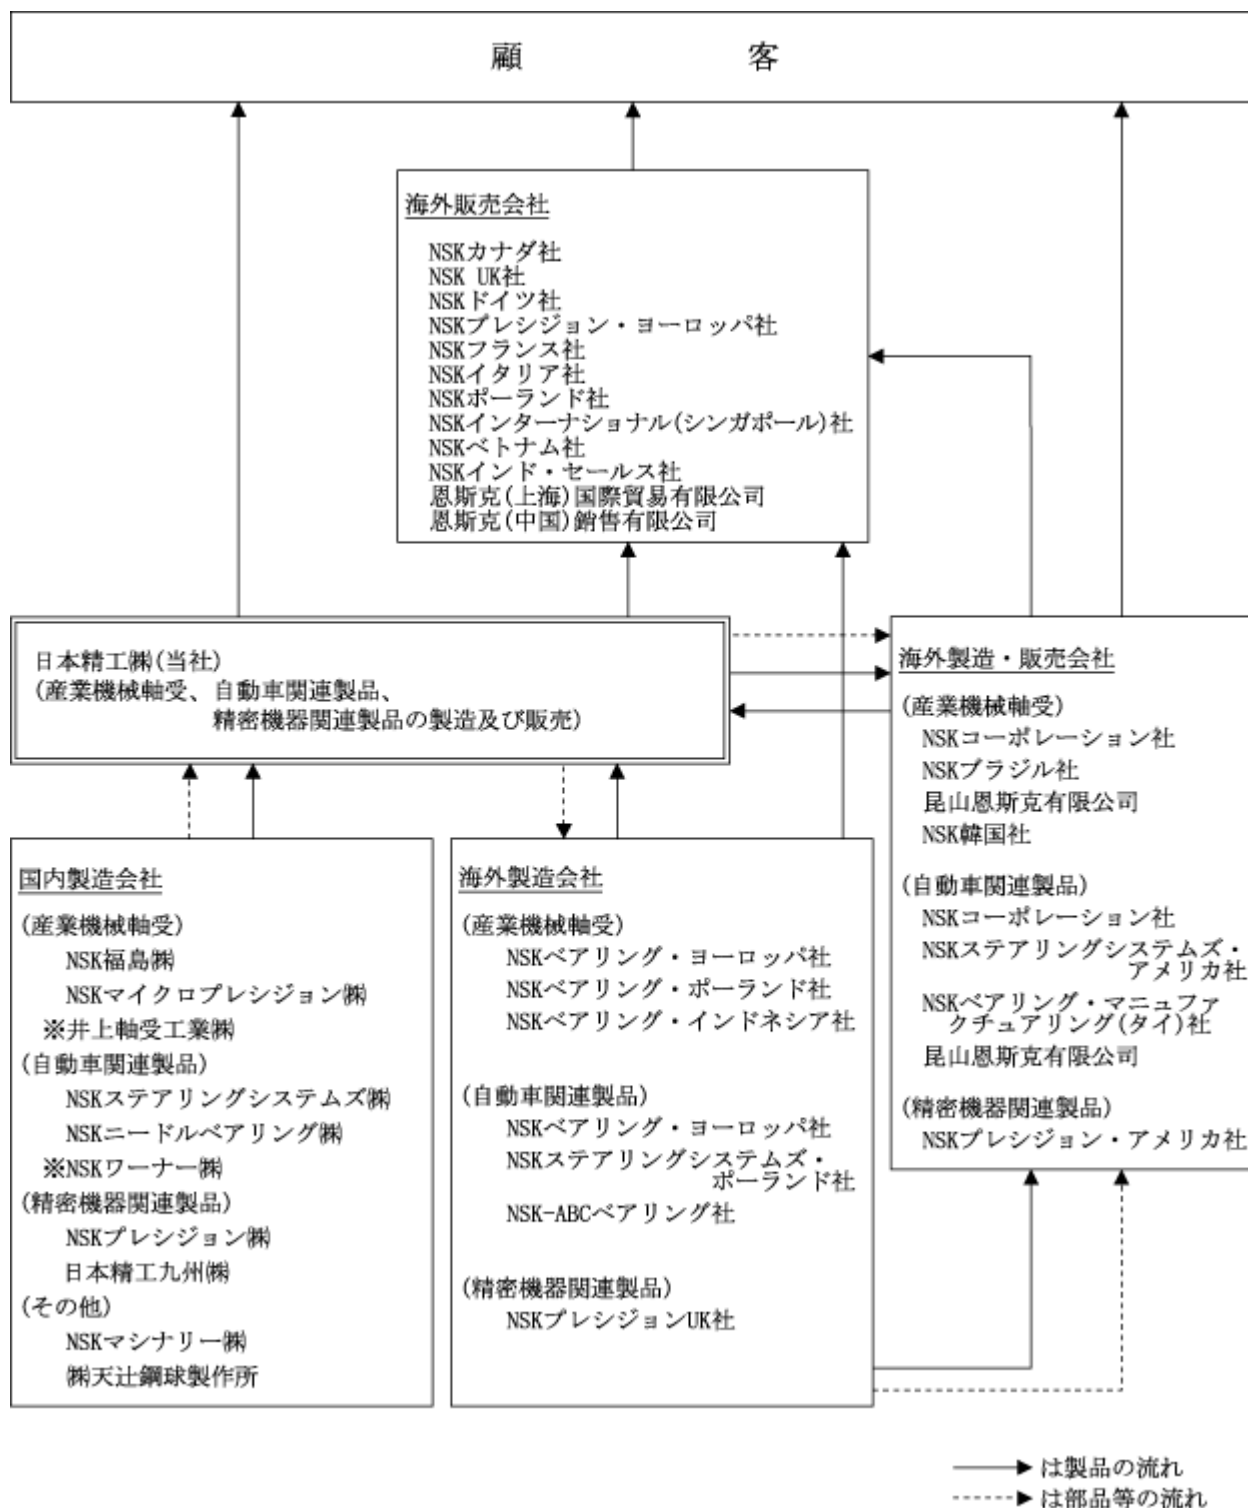 顧　　　　客
海外販売会社
NSKカナダ社
NSK UK社
NSKドイツ社
NSKプレシジョン・ヨーロッパ社
NSKフランス社
NSKイタリア社
NSKポーランド社
NSKインターナショナル(シンガポール)社
NSKベトナム社
NSKインド・セールス社
恩斯克(上海)国際貿易有限公司
恩斯克(中国)銷售有限公司
日本精工㈱(当社)
(産業機械軸受、自動車関連製品、
精密機器関連製品の製造及び販売)
海外製造・販売会社
(産業機械軸受)
NSKコーポレーション社
NSKブラジル社
昆山恩斯克有限公司
NSK韓国社
(自動車関連製品)
NSKコーポレーション社
NSKステアリングシステムズ・
アメリカ社
NSKベアリング・マニュファ
クチュアリング(タイ)社
昆山恩斯克有限公司
(精密機器関連製品)
NSKプレシジョン・アメリカ社
国内製造会社
(産業機械軸受)
NSK福島㈱
NSKマイクロプレシジョン㈱
※井上軸受工業㈱
(自動車関連製品)
NSKステアリングシステムズ㈱
NSKニードルベアリング㈱
※NSKワーナー㈱
(精密機器関連製品)
NSKプレシジョン㈱
日本精工九州㈱
(その他)
NSKマシナリー㈱
㈱天辻鋼球製作所
海外製造会社
(産業機械軸受)
NSKベアリング・ヨーロッパ社
NSKベアリング・ポーランド社
NSKベアリング・インドネシア社
(自動車関連製品)
NSKベアリング・ヨーロッパ社
NSKステアリングシステムズ・
ポーランド社
NSK-ABCベアリング社
(精密機器関連製品)
NSKプレシジョンUK社
は製品の流れ
は部品等の流れ